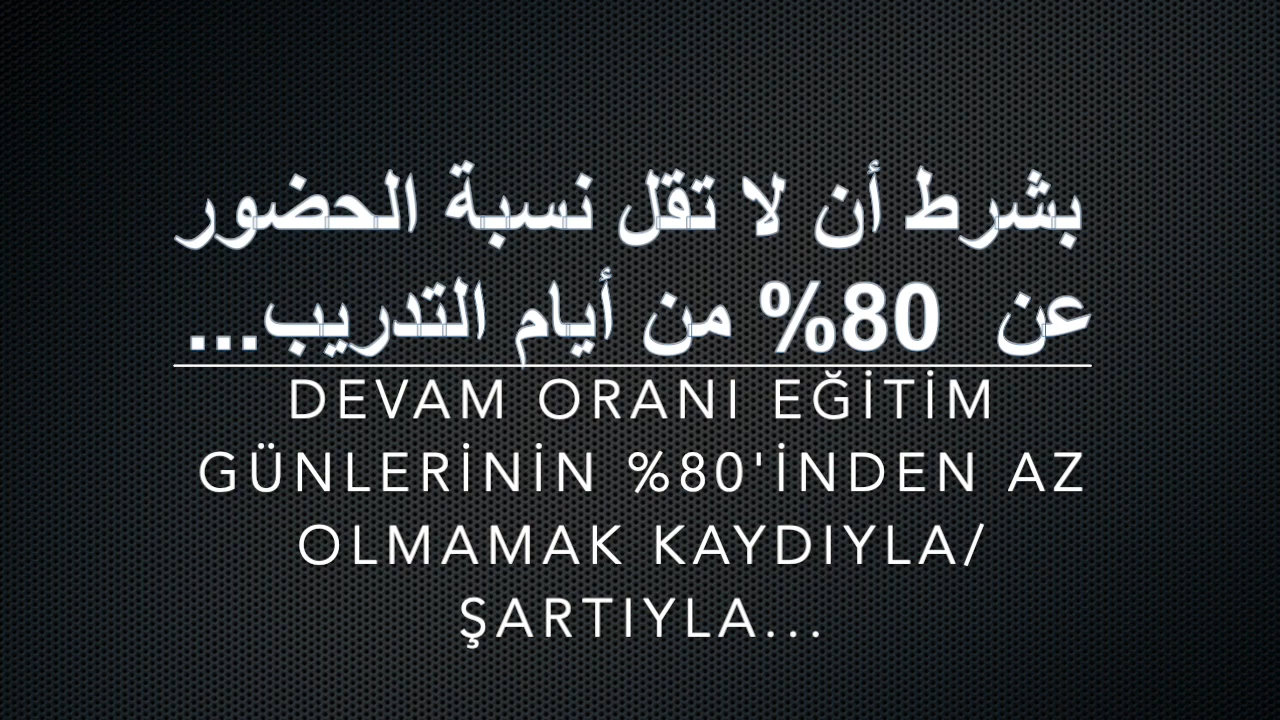 بشرط أن لا تقل نسبة الحضور
عن 80% من أيام التدريب...
DEVAM ORANI EĞİTİM
GÜNLERİNİN %80'İNDEN AZ
OLMAMAK KAYDIYLA/
ŞARTIYLA...